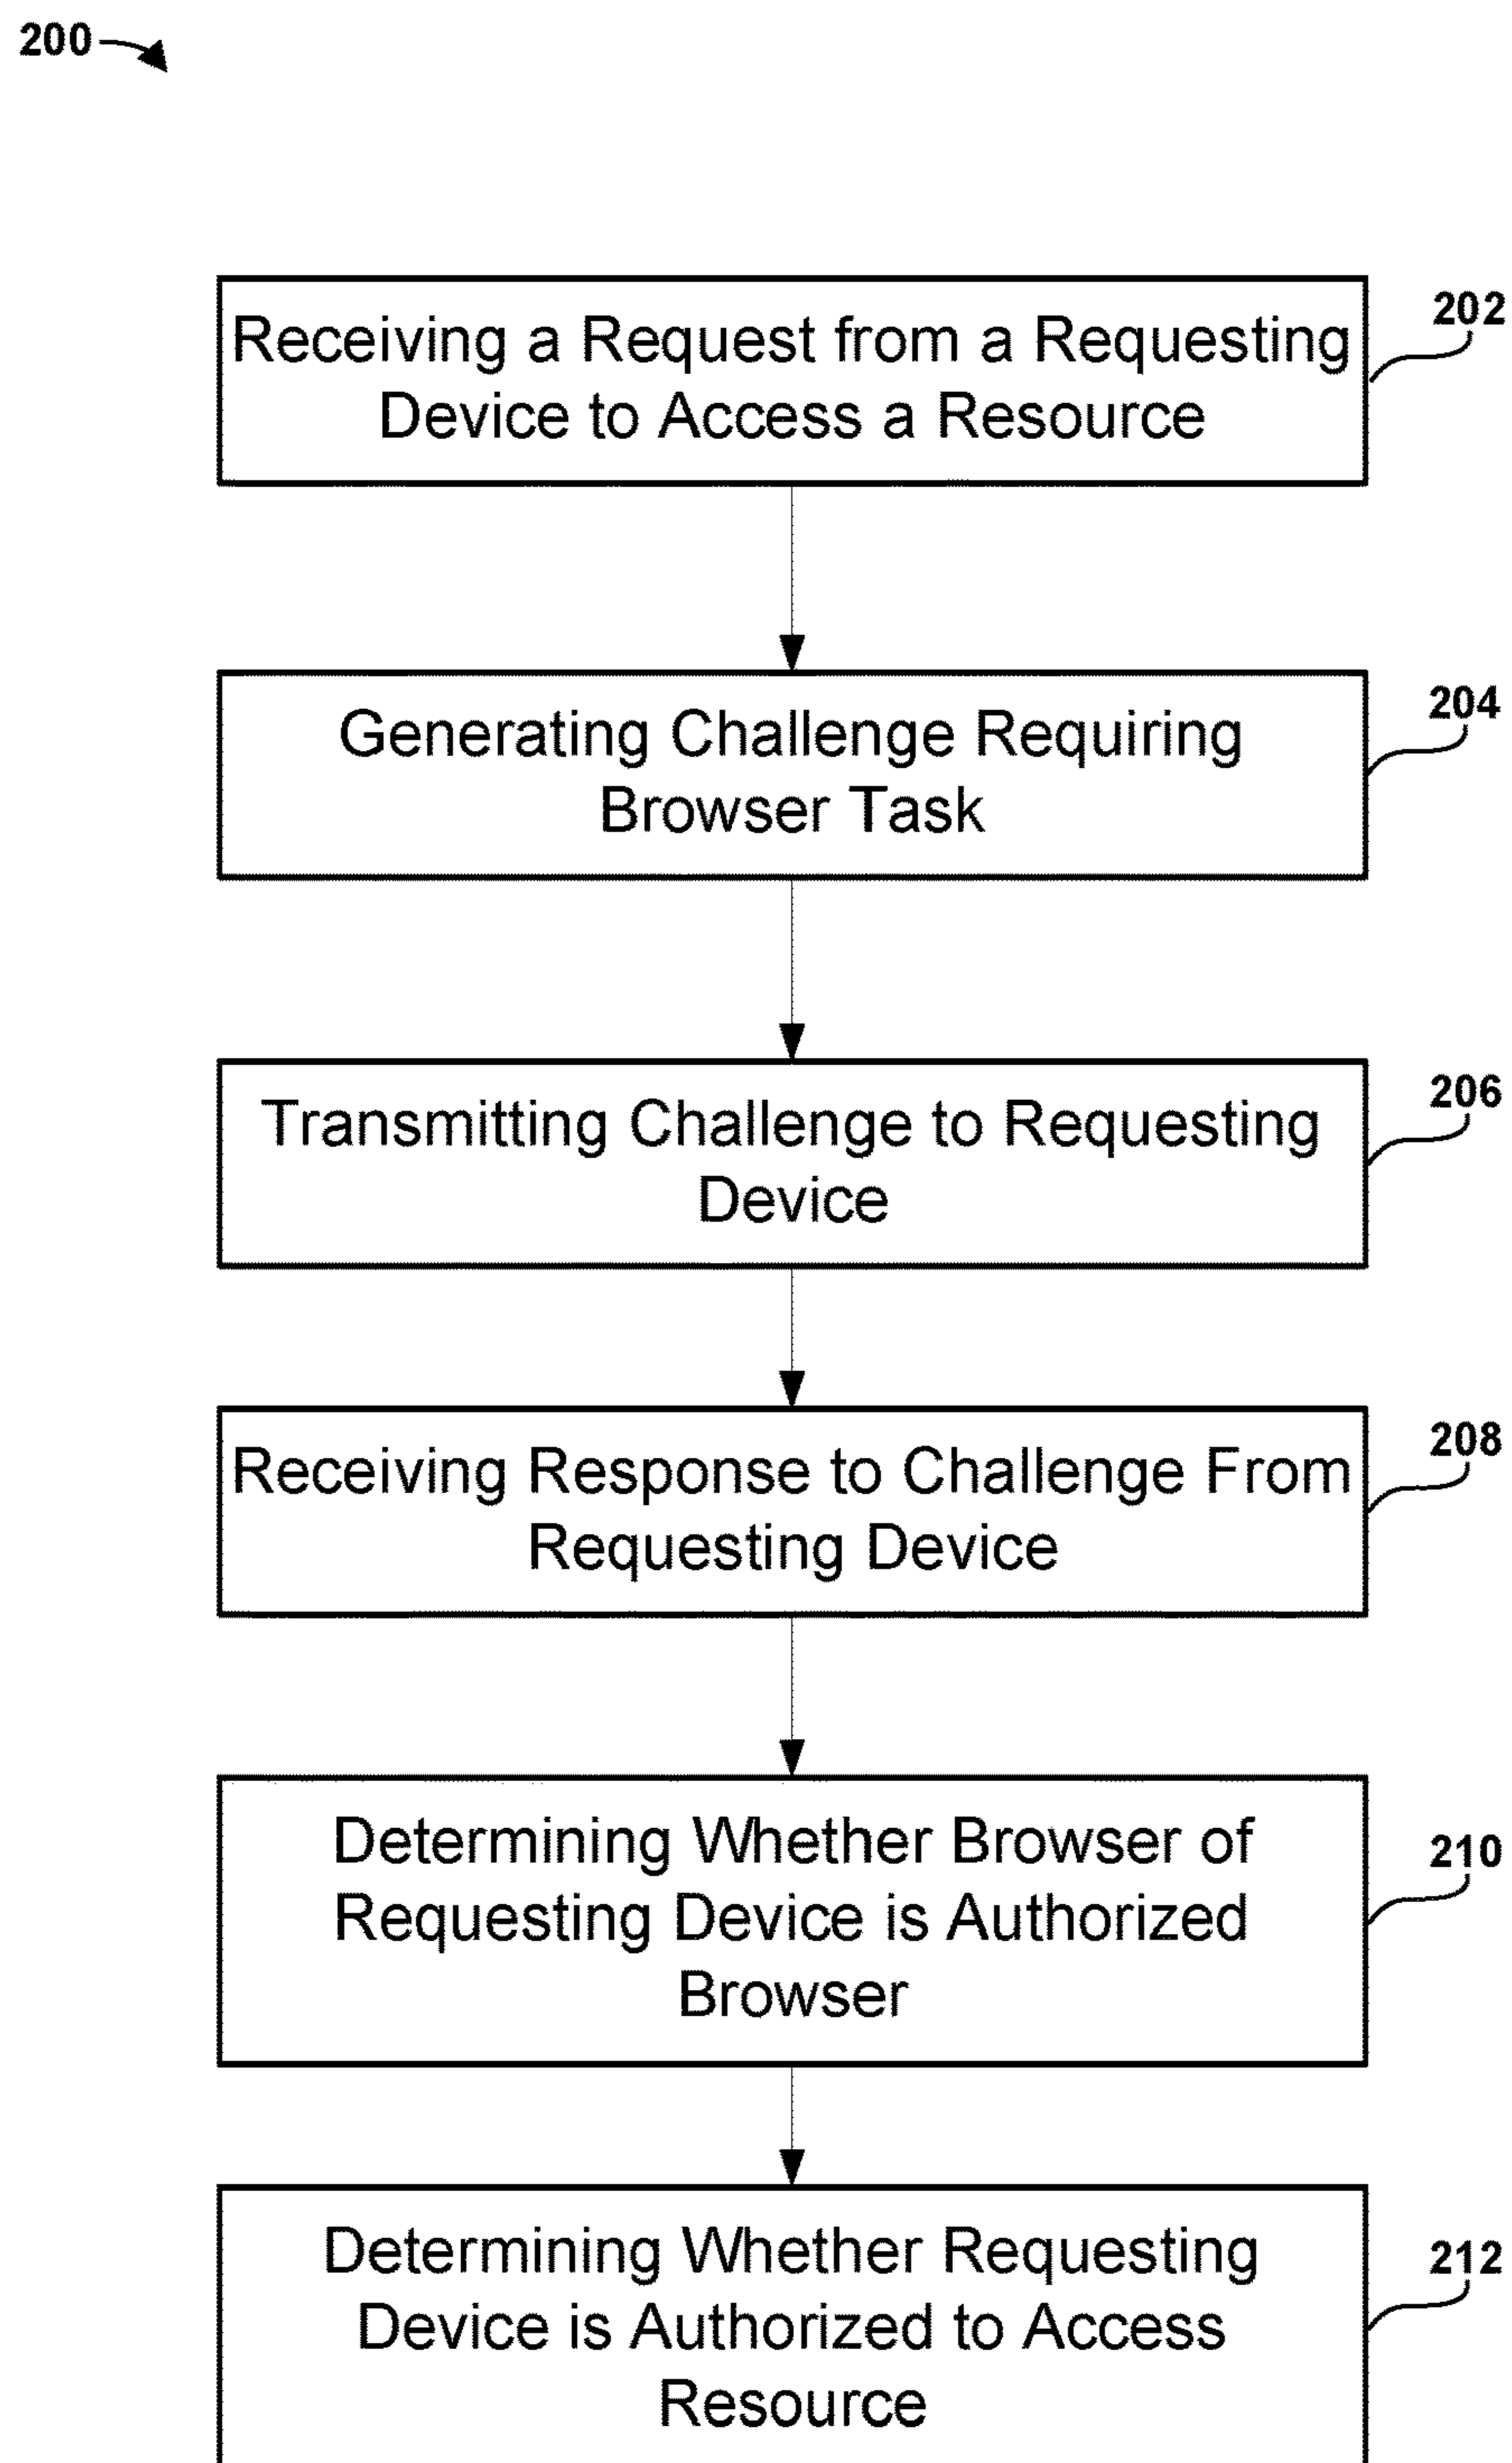 200
Receiving a Request from a Requesting
Device to Access a Resource
202
Generating Challenge Requiring
Browser Task
204
Transmitting Challenge to Requesting
Device
206
Receiving Response to Challenge From
Requesting Device
208
Determining Whether Browser of
Requesting Device is Authorized
Browser
210
Determining Whether Requesting
Device is Authorized to Access
Resource
212